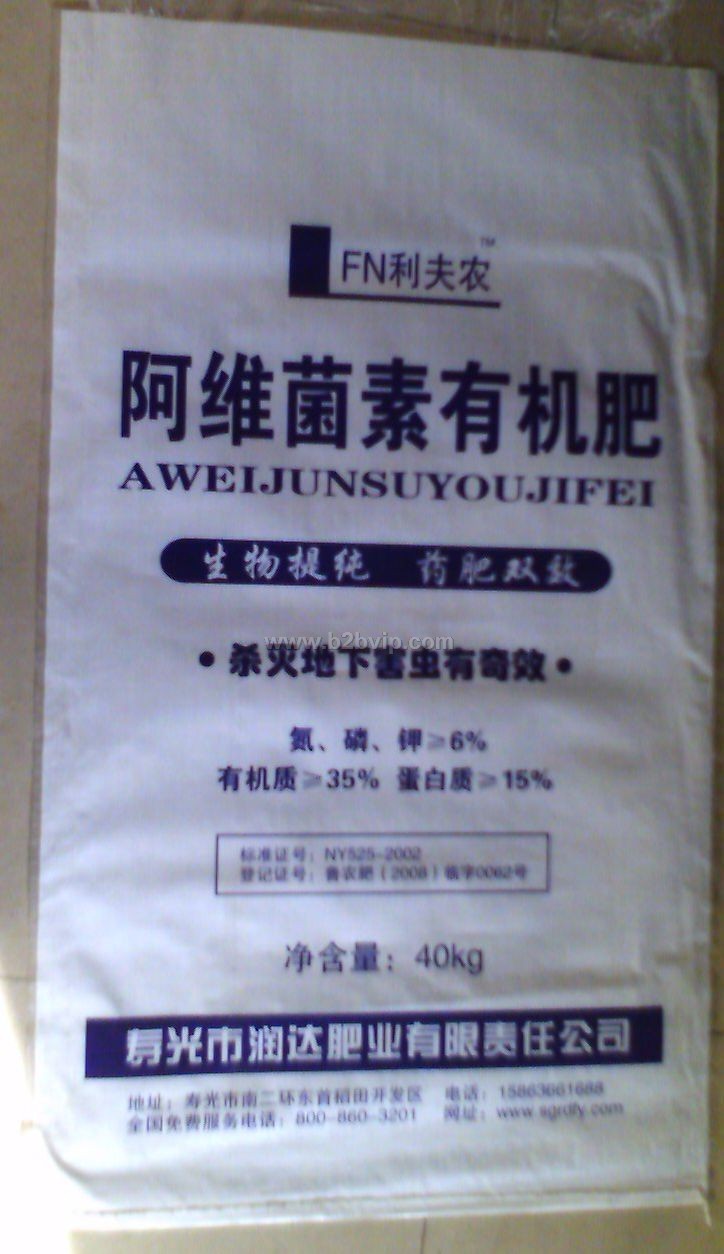 FN利夫农™
阿维菌素有机肥
AWEIJUNSUYOUJIFEI
生物提纯 药肥双效
www.b2bvip.com
·杀灭地下害虫有奇效·
氮、磷、钾≥6%
有机质≥35% 蛋白质≥15%
标准证号：NY525-2002
登记证号：鲁农肥（2008）临字0062号
净含量：40kg
寿光市润达肥业有限责任公司
地址：寿光市南二环东首稻田开发区 电话：15863661688
全国免费服务电话：800-860-3201 网址：www.sgrdfy.com